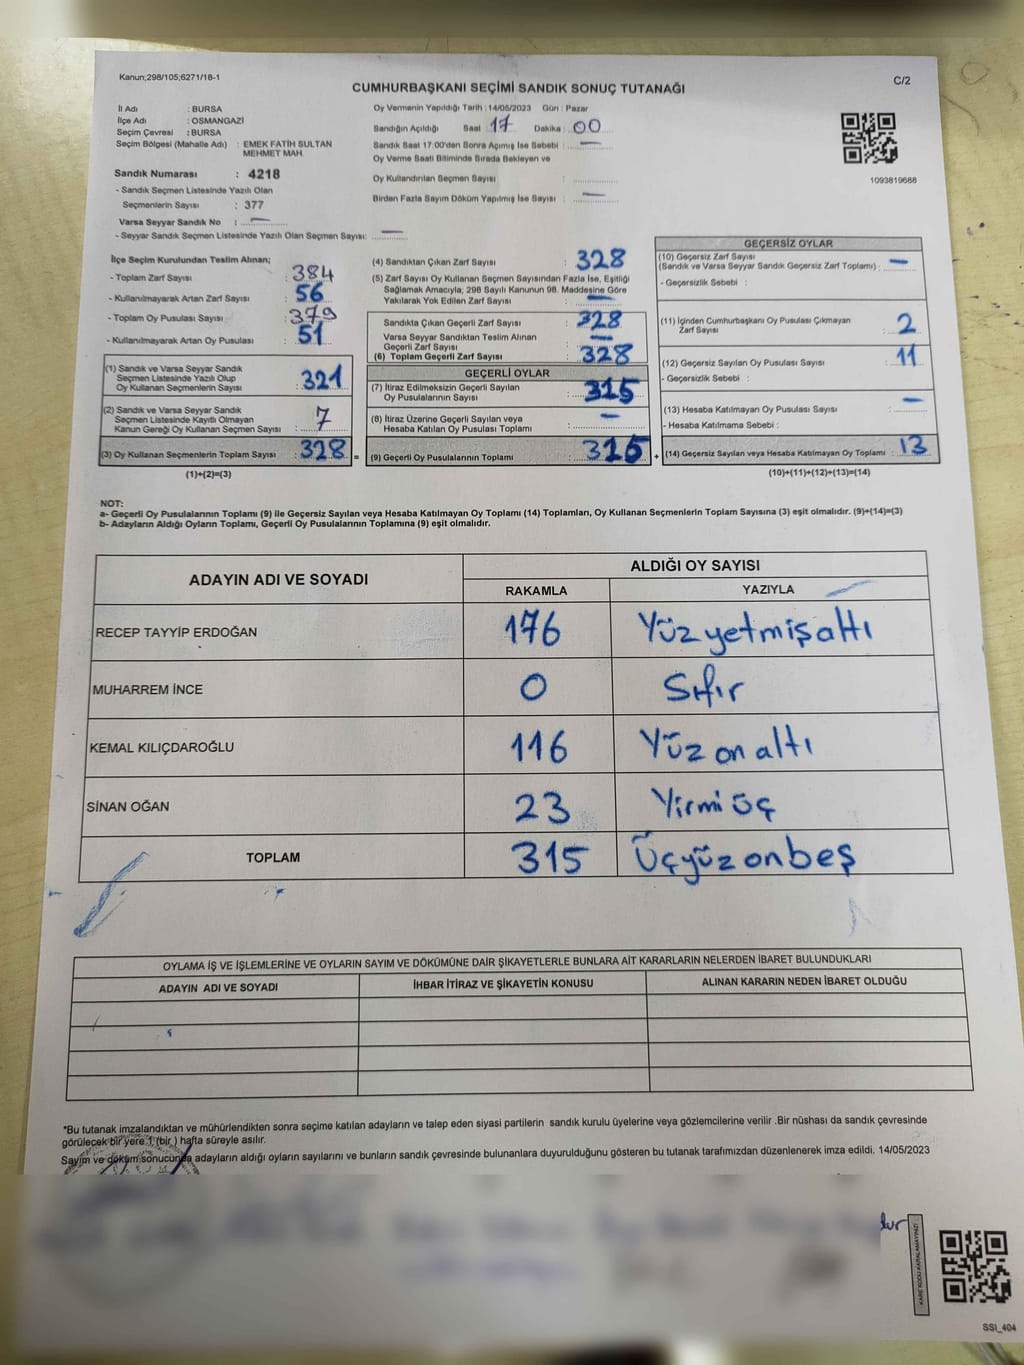 Kanun;298/105;6271/18-1
C/2
CUMHURBAŞKANI SEÇİMİ SANDIK SONUÇ TUTANAĞI
İl Adı : BURSA
İlçe Adı : OSMANGAZİ
Seçim Çevresi : BURSA
Seçim Bölgesi (Mahalle Adı) : EMEK FATİH SULTAN
MEHMET MAH.
Sandık Numarası : 4218
- Sandık Seçmen Listesinde Yazılı Olan
Seçmenlerin Sayısı : 377
Varsa Seyyar Sandık No : —
- Seyyar Sandık Seçmen Listesinde Yazılı Olan Seçmen Sayısı: —
Oy Vermenin Yapıldığı Tarih : 14/05/2023 Gün : Pazar
Sandığın Açıldığı Saat : 17 Dakika : 00
Sandık Saat 17:00'den Sonra Açımış İse Sebebi : —
Oy Verme Saati Bitiminde Sırada Bekleyen ve
Oy Kullandırılan Seçmen Sayısı :
Birden Fazla Sayım Döküm Yapılmış İse Sayısı : —
1093819688
İlçe Seçim Kurulundan Teslim Alınan;
- Toplam Zarf Sayısı : 384
- Kullanılmayarak Artan Zarf Sayısı : 56
- Toplam Oy Pusulası Sayısı : 379
- Kullanılmayarak Artan Oy Pusulası : 51
(1) Sandık ve Varsa Seyyar Sandık
Seçmen Listesinde Yazılı Olup
Oy Kullanan Seçmenlerin Sayısı : 321
(2) Sandık ve Varsa Seyyar Sandık
Seçmen Listesinde Kayıtlı Olmayan
Kanun Gereği Oy Kullanan Seçmen Sayısı : 7
(3) Oy Kullanan Seçmenlerin Toplam Sayısı : 328
(1)+(2)=(3)
(4) Sandıktan Çıkan Zarf Sayısı : 328
(5) Zarf Sayısı Oy Kullanan Seçmen Sayısından Fazla İse, Eşitliği
Sağlamak Amacıyla; 298 Sayılı Kanunun 98. Maddesine Göre
Yakılarak Yok Edilen Zarf Sayısı : —
Sandıkta Çıkan Geçerli Zarf Sayısı : 328
Varsa Seyyar Sandıktan Teslim Alınan
Geçerli Zarf Sayısı : —
(6) Toplam Geçerli Zarf Sayısı : 328
GEÇERLİ OYLAR
(7) İtiraz Edilmeksizin Geçerli Sayılan
Oy Pusulalarının Sayısı : 315
(8) İtiraz Üzerine Geçerli Sayılan veya
Hesaba Katılan Oy Pusulası Toplamı : —
= (9) Geçerli Oy Pusulalarının Toplamı : 315
GEÇERSİZ OYLAR
(10) Geçersiz Zarf Sayısı
(Sandık ve Varsa Seyyar Sandık Geçersiz Zarf Toplamı) : —
- Geçersizlik Sebebi :
(11) İçinden Cumhurbaşkanı Oy Pusulası Çıkmayan
Zarf Sayısı : 2
(12) Geçersiz Sayılan Oy Pusulası Sayısı : 11
- Geçersizlik Sebebi :
(13) Hesaba Katılmayan Oy Pusulası Sayısı : —
- Hesaba Katılmama Sebebi :
+ (14) Geçersiz Sayılan veya Hesaba Katılmayan Oy Toplamı : 13
(10)+(11)+(12)+(13)=(14)
NOT:
a- Geçerli Oy Pusulalarının Toplamı (9) ile Geçersiz Sayılan veya Hesaba Katılmayan Oy Toplamı (14) Toplamları, Oy Kullanan Seçmenlerin Toplam Sayısına (3) eşit olmalıdır. (9)+(14)=(3)
b- Adayların Aldığı Oyların Toplamı, Geçerli Oy Pusulalarının Toplamına (9) eşit olmalıdır.
ADAYIN ADI VE SOYADI
ALDIĞI OY SAYISI
RAKAMLA YAZIYLA
RECEP TAYYİP ERDOĞAN 176 Yüzyetmişaltı
MUHARREM İNCE 0 Sıfır
KEMAL KILIÇDAROĞLU 116 Yüz on altı
SİNAN OĞAN 23 Yirmi üç
TOPLAM 315 Üçyüz onbeş
OYLAMA İŞ VE İŞLEMLERİNE VE OYLARIN SAYIM VE DÖKÜMÜNE DAİR ŞİKAYETLERLE BUNLARA AİT KARARLARIN NELERDEN İBARET BULUNDUKLARI
ADAYIN ADI VE SOYADI İHBAR İTİRAZ VE ŞİKAYETİN KONUSU ALINAN KARARIN NEDEN İBARET OLDUĞU
*Bu tutanak imzalandıktan ve mühürlendikten sonra seçime katılan adayların ve talep eden siyasi partilerin sandık kurulu üyelerine veya gözlemcilerine verilir .Bir nüshası da sandık çevresinde
görülecek bir yere 1 (bir ) hafta süreyle asılır.
Sayım ve döküm sonucunda adayların aldığı oyların sayılarını ve bunların sandık çevresinde bulunanlara duyurulduğunu gösteren bu tutanak tarafımızdan düzenlenerek imza edildi. 14/05/2023
KARE KODU KARALAMAYINIZ!
SSI_404